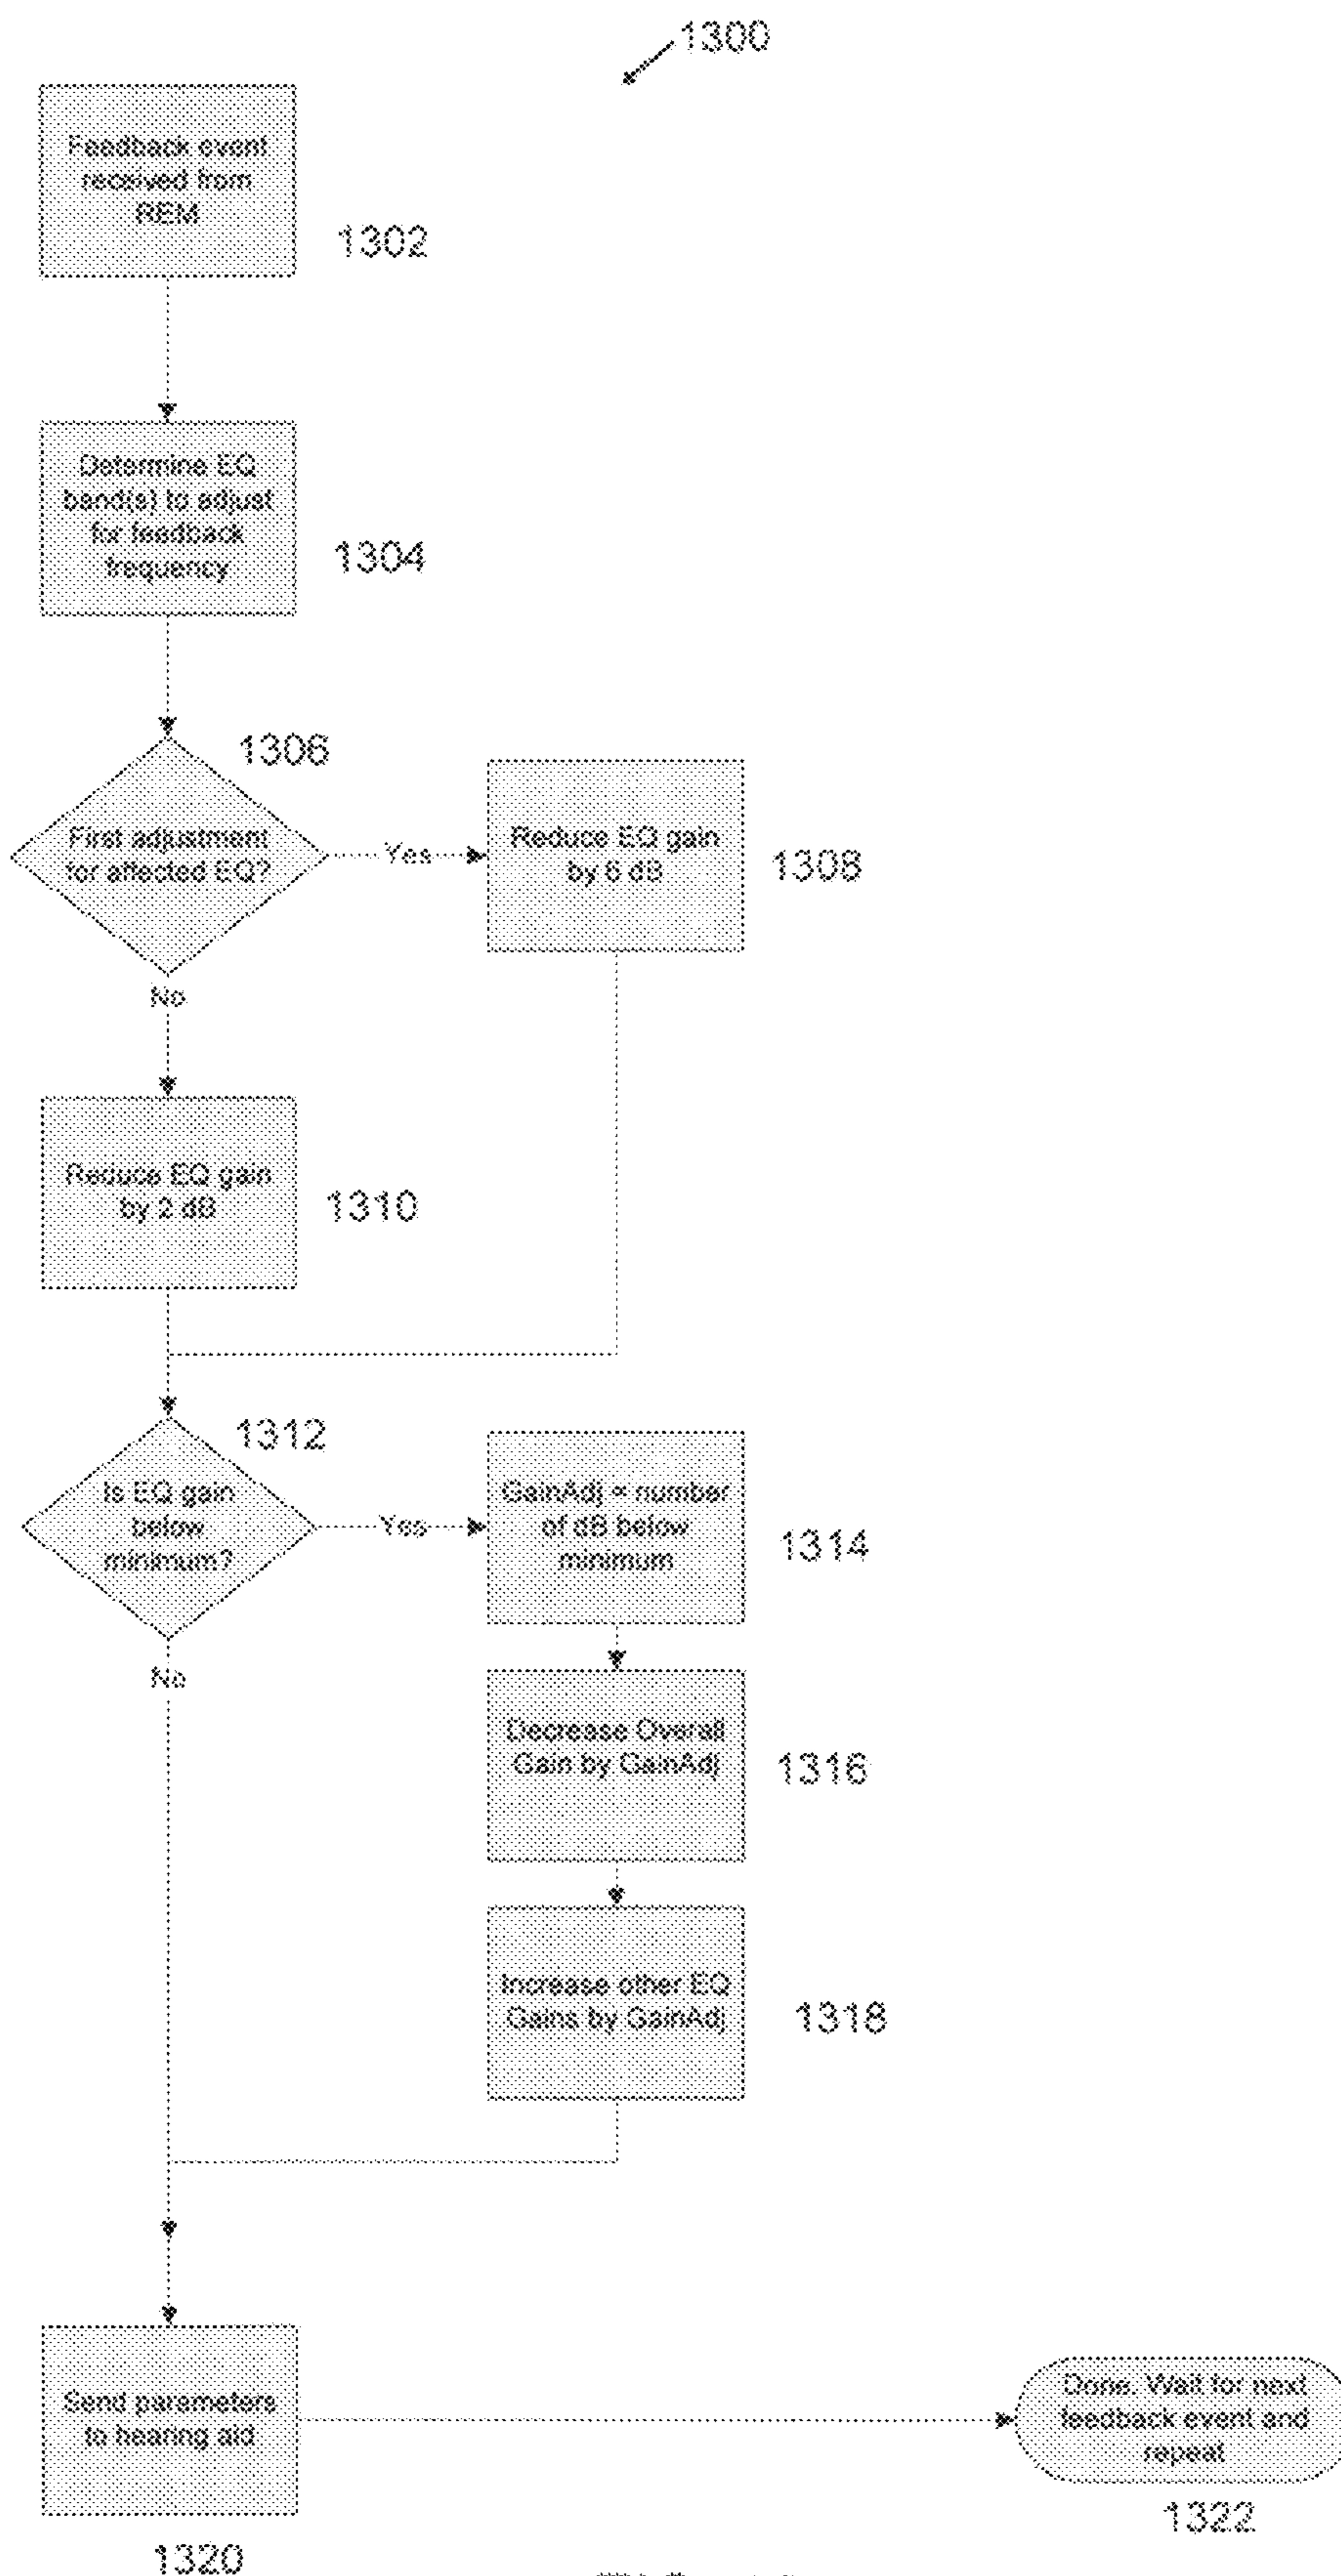 1300
Feedback event
received from
REM
1302
Determine EQ
band(s) to adjust
for feedback
frequency
1304
1306
First adjustment
for affected EQ?
Yes
Reduce EQ gain
by 6 dB
1308
No
Reduce EQ gain
by 2 dB
1310
1312
Is EQ gain
below
minimum?
Yes
GainAdj = number
of dB below
minimum
1314
No
Decrease Overall
Gain by GainAdj
1316
Increase other EQ
Gains by GainAdj
1318
Send parameters
to hearing aid
1320
Done. Wait for next
feedback event and
repeat
1322